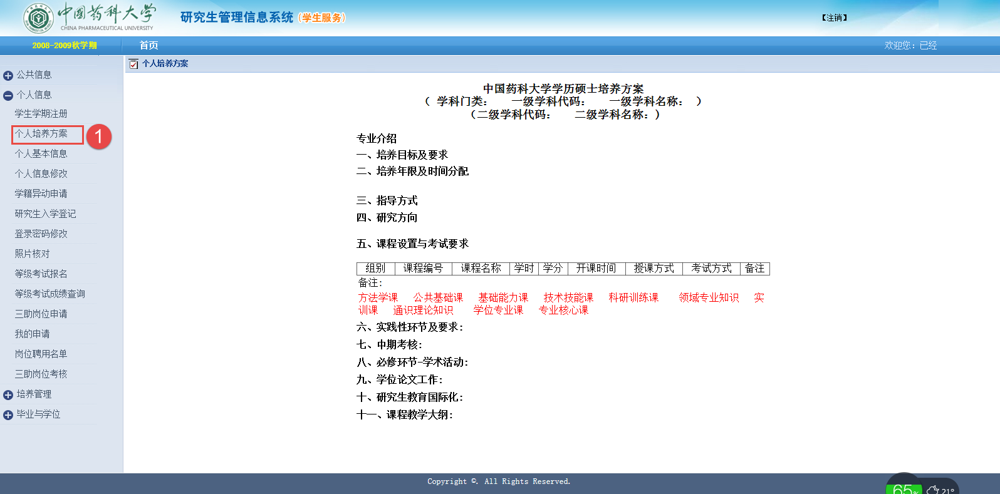 中国药科大学
CHINA PHARMACEUTICAL UNIVERSITY
研究生管理信息系统（学生服务）
【注销】
2008-2009秋学期
首页
欢迎您：已经
公共信息
个人信息
学生学期注册
个人培养方案
1
个人基本信息
个人信息修改
学籍异动申请
研究生入学登记
登录密码修改
照片核对
等级考试报名
等级考试成绩查询
三助岗位申请
我的申请
岗位聘用名单
三助岗位考核
培养管理
毕业与学位
个人培养方案
中国药科大学学历硕士培养方案
（ 学科门类： 一级学科代码： 一级学科名称： ）
（二级学科代码： 二级学科名称：）
专业介绍
一、培养目标及要求
二、培养年限及时间分配
三、指导方式
四、研究方向
五、课程设置与考试要求
组别 课程编号 课程名称 学时 学分 开课时间 授课方式 考试方式 备注
备注：
方法学课 公共基础课 基础能力课 技术技能课 科研训练课 领域专业知识 实
训课 通识理论知识 学位专业课 专业核心课
六、实践性环节及要求：
七、中期考核：
八、必修环节-学术活动：
九、学位论文工作：
十、研究生教育国际化：
十一、课程教学大纲：
Copyright ©. All Rights Reserved.
65%
21°